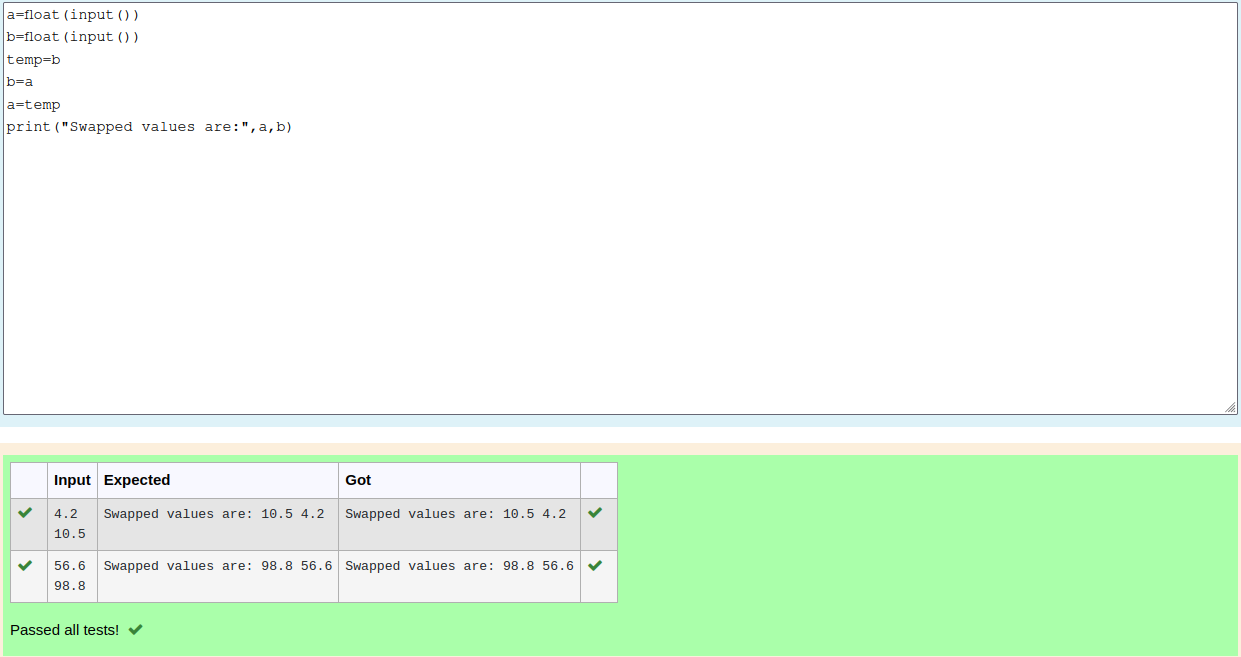 a=float(input())
b=float(input())
temp=b
b=a
a=temp
print("Swapped values are:",a,b)
Input Expected Got
4.2 Swapped values are: 10.5 4.2 Swapped values are: 10.5 4.2
10.5
56.6 Swapped values are: 98.8 56.6 Swapped values are: 98.8 56.6
98.8
Passed all tests!